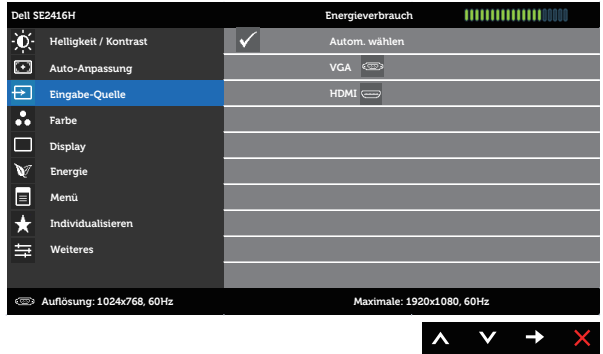 Dell SE2416H Energieverbrauch
Helligkeit / Kontrast Autom. wählen
Auto-Anpassung VGA
Eingabe-Quelle HDMI
Farbe
Display
Energie
Menü
Individualisieren
Weiteres
Auflösung: 1024x768, 60Hz Maximale: 1920x1080, 60Hz